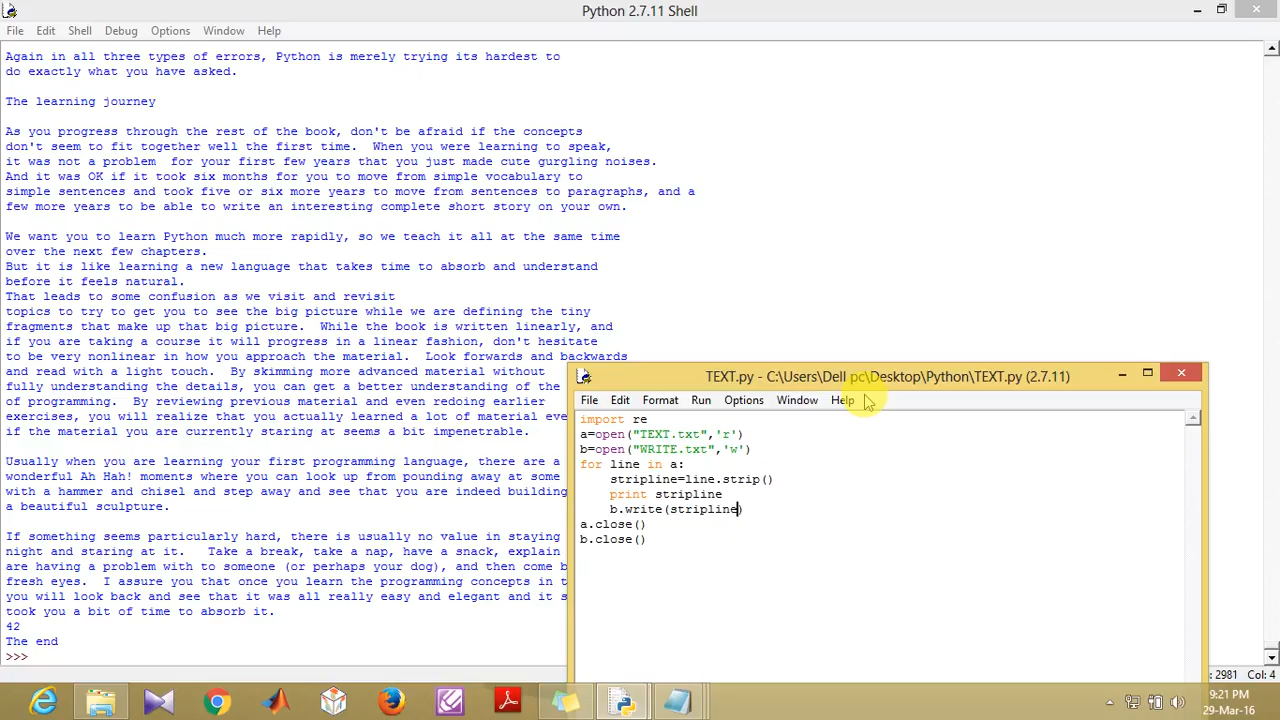 Python 2.7.11 Shell
File Edit Shell Debug Options Window Help
Again in all three types of errors, Python is merely trying its hardest to
do exactly what you have asked.
The learning journey
As you progress through the rest of the book, don't be afraid if the concepts
don't seem to fit together well the first time.  When you were learning to speak,
it was not a problem  for your first few years that you just made cute gurgling noises.
And it was OK if it took six months for you to move from simple vocabulary to
simple sentences and took five or six more years to move from sentences to paragraphs, and a
few more years to be able to write an interesting complete short story on your own.
We want you to learn Python much more rapidly, so we teach it all at the same time
over the next few chapters.
But it is like learning a new language that takes time to absorb and understand
before it feels natural.
That leads to some confusion as we visit and revisit
topics to try to get you to see the big picture while we are defining the tiny
fragments that make up that big picture.  While the book is written linearly, and
if you are taking a course it will progress in a linear fashion, don't hesitate
to be very nonlinear in how you approach the material.  Look forwards and backwards
and read with a light touch.  By skimming more advanced material without
fully understanding the details, you can get a better understanding of the
of programming.  By reviewing previous material and even redoing earlier
exercises, you will realize that you actually learned a lot of material eve
if the material you are currently staring at seems a bit impenetrable.
Usually when you are learning your first programming language, there are a
wonderful Ah Hah! moments where you can look up from pounding away at some
with a hammer and chisel and step away and see that you are indeed building
a beautiful sculpture.
If something seems particularly hard, there is usually no value in staying
night and staring at it.   Take a break, take a nap, have a snack, explain
are having a problem with to someone (or perhaps your dog), and then come b
fresh eyes.  I assure you that once you learn the programming concepts in t
you will look back and see that it was all really easy and elegant and it s
took you a bit of time to absorb it.
42
The end
>>>
TEXT.py - C:\Users\Dell pc\Desktop\Python\TEXT.py (2.7.11)
File Edit Format Run Options Window Help
import re
a=open("TEXT.txt",'r')
b=open("WRITE.txt",'w')
for line in a:
    stripline=line.strip()
    print stripline
    b.write(stripline)
a.close()
b.close()
: 2981 Col: 4
9:21 PM
29-Mar-16